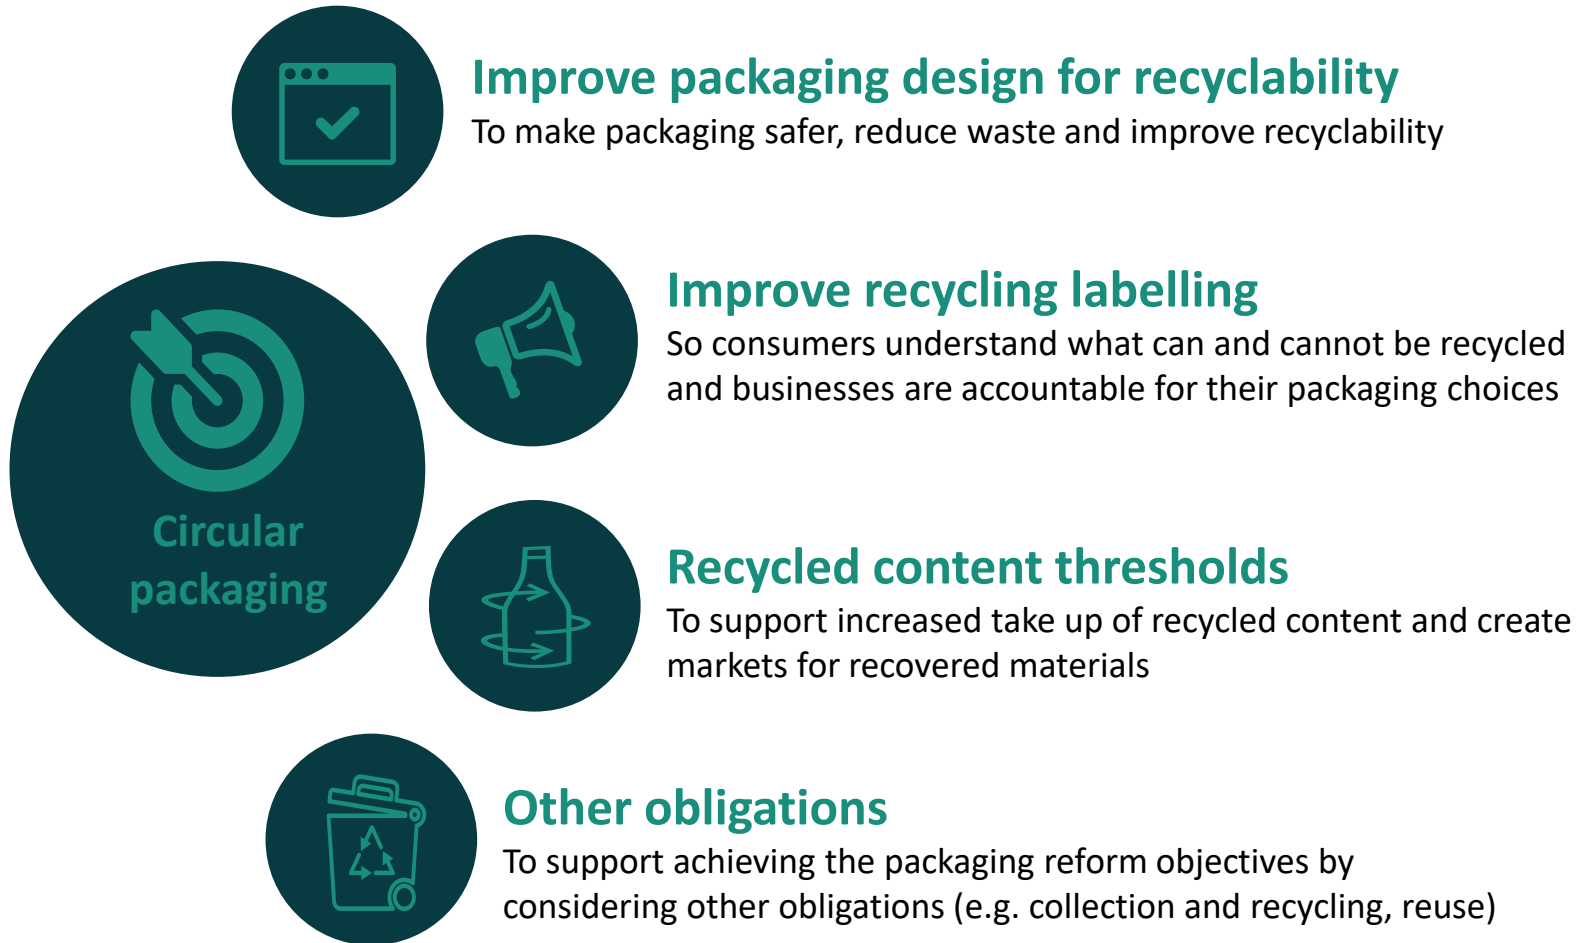 Improve packaging design for recyclability
To make packaging safer, reduce waste and improve recyclability
Improve recycling labelling
So consumers understand what can and cannot be recycled
and businesses are accountable for their packaging choices
Circular
packaging
Recycled content thresholds
To support increased take up of recycled content and create
markets for recovered materials
Other obligations
To support achieving the packaging reform objectives by
considering other obligations (e.g. collection and recycling, reuse)